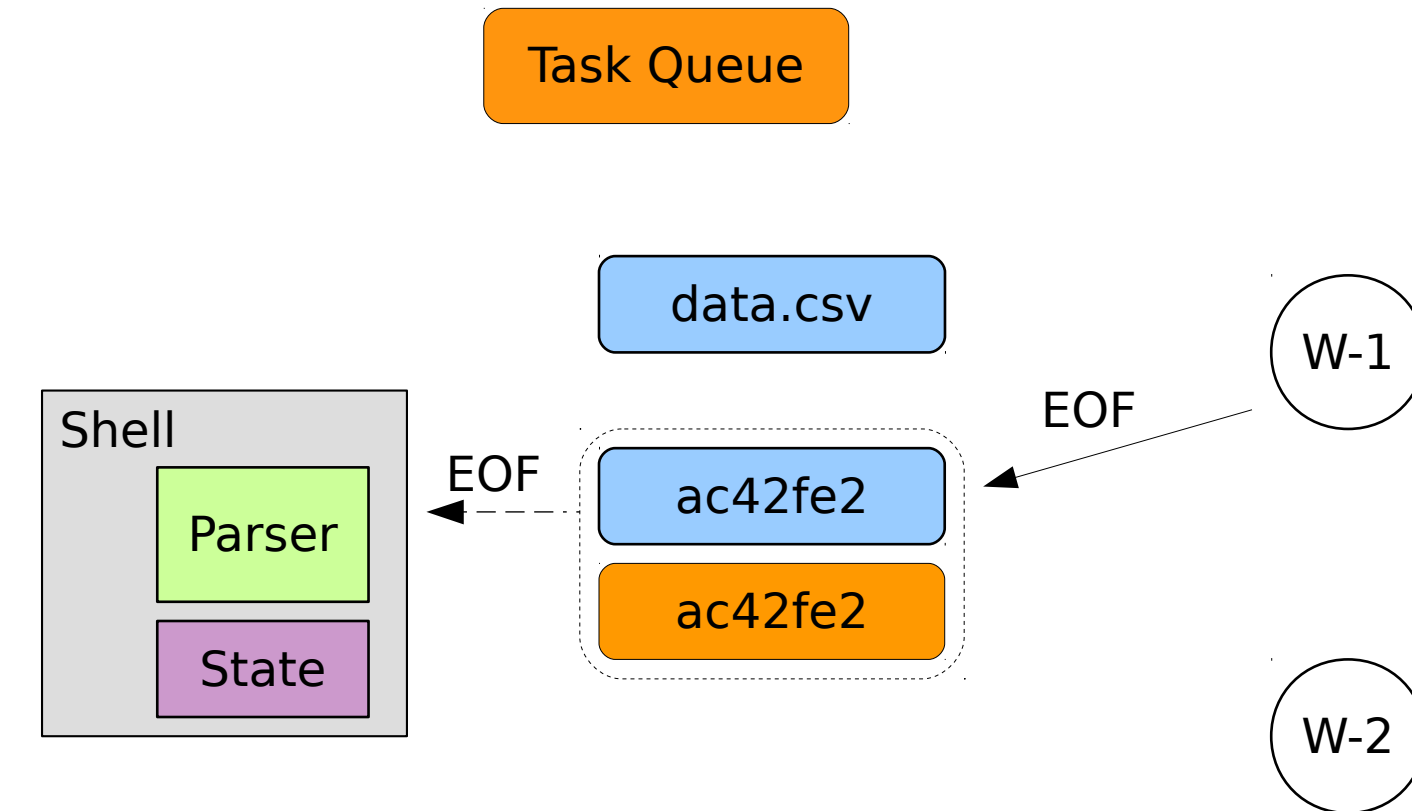 Task Queue
data.csv
W-1
EOF
Shell
EOF
ac42fe2
Parser
ac42fe2
State
W-2